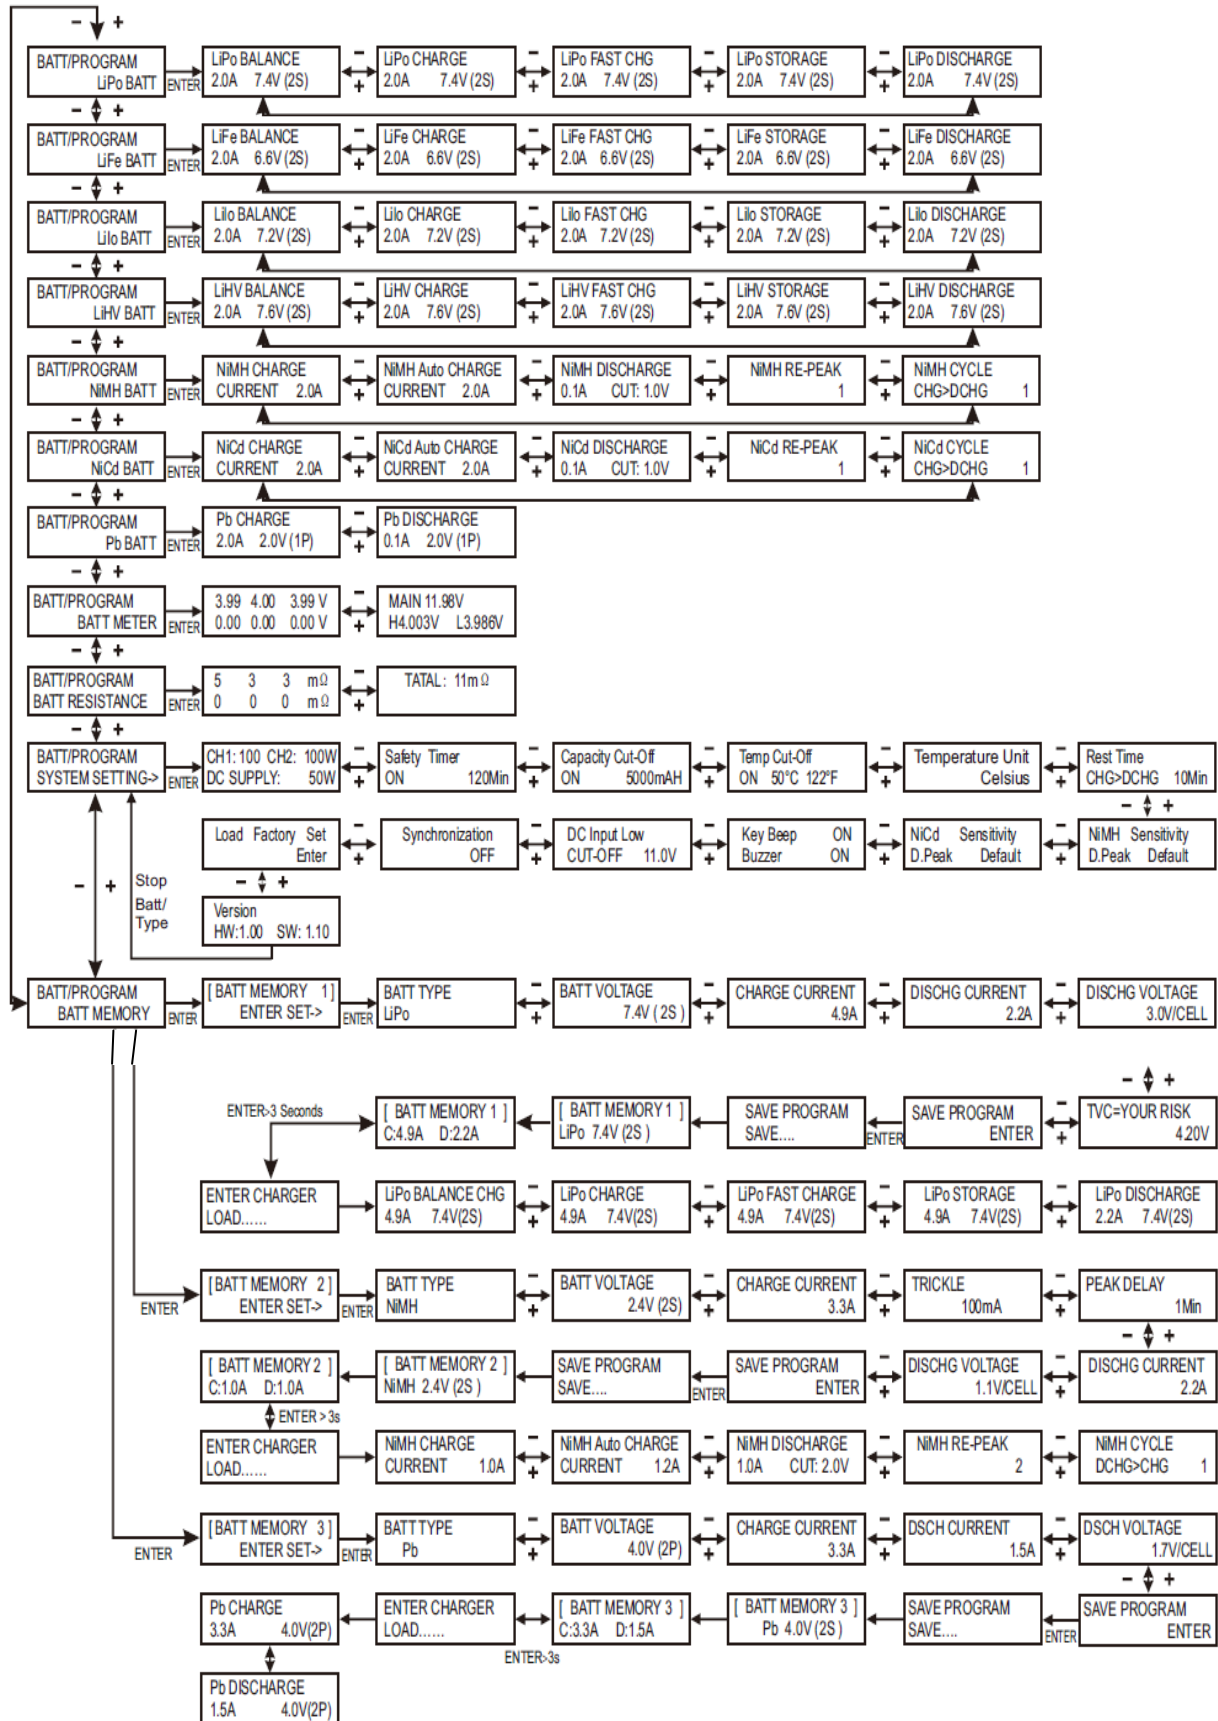 − +
BATT/PROGRAM
LiPo BATT
ENTER
LiPo BALANCE
2.0A 7.4V (2S)
− +
LiPo CHARGE
2.0A 7.4V (2S)
− +
LiPo FAST CHG
2.0A 7.4V (2S)
− +
LiPo STORAGE
2.0A 7.4V (2S)
− +
LiPo DISCHARGE
2.0A 7.4V (2S)
− +
BATT/PROGRAM
LiFe BATT
ENTER
LiFe BALANCE
2.0A 6.6V (2S)
− +
LiFe CHARGE
2.0A 6.6V (2S)
− +
LiFe FAST CHG
2.0A 6.6V (2S)
− +
LiFe STORAGE
2.0A 6.6V (2S)
− +
LiFe DISCHARGE
2.0A 6.6V (2S)
− +
BATT/PROGRAM
LiIo BATT
ENTER
LiIo BALANCE
2.0A 7.2V (2S)
− +
LiIo CHARGE
2.0A 7.2V (2S)
− +
LiIo FAST CHG
2.0A 7.2V (2S)
− +
LiIo STORAGE
2.0A 7.2V (2S)
− +
LiIo DISCHARGE
2.0A 7.2V (2S)
− +
BATT/PROGRAM
LiHV BATT
ENTER
LiHV BALANCE
2.0A 7.6V (2S)
− +
LiHV CHARGE
2.0A 7.6V (2S)
− +
LiHV FAST CHG
2.0A 7.6V (2S)
− +
LiHV STORAGE
2.0A 7.6V (2S)
− +
LiHV DISCHARGE
2.0A 7.6V (2S)
− +
BATT/PROGRAM
NiMH BATT
ENTER
NiMH CHARGE
CURRENT 2.0A
− +
NiMH Auto CHARGE
CURRENT 2.0A
− +
NiMH DISCHARGE
0.1A CUT: 1.0V
− +
NiMH RE-PEAK
1
− +
NiMH CYCLE
CHG>DCHG 1
− +
BATT/PROGRAM
NiCd BATT
ENTER
NiCd CHARGE
CURRENT 2.0A
− +
NiCd Auto CHARGE
CURRENT 2.0A
− +
NiCd DISCHARGE
0.1A CUT: 1.0V
− +
NiCd RE-PEAK
1
− +
NiCd CYCLE
CHG>DCHG 1
− +
BATT/PROGRAM
Pb BATT
ENTER
Pb CHARGE
2.0A 2.0V (1P)
− +
Pb DISCHARGE
0.1A 2.0V (1P)
− +
BATT/PROGRAM
BATT METER
ENTER
3.99 4.00 3.99 V
0.00 0.00 0.00 V
− +
MAIN 11.98V
H4.003V L3.986V
− +
BATT/PROGRAM
BATT RESISTANCE
ENTER
5 3 3 mΩ
0 0 0 mΩ
− +
TATAL: 11mΩ
− +
BATT/PROGRAM
SYSTEM SETTING->
ENTER
CH1: 100 CH2: 100W
DC SUPPLY: 50W
− +
Safety Timer
ON 120Min
− +
Capacity Cut-Off
ON 5000mAH
− +
Temp Cut-Off
ON 50°C 122°F
− +
Temperature Unit
Celsius
− +
Rest Time
CHG>DCHG 10Min
− +
Load Factory Set
Enter
− +
Synchronization
OFF
− +
DC Input Low
CUT-OFF 11.0V
− +
Key Beep ON
Buzzer ON
− +
NiCd Sensitivity
D.Peak Default
− +
NiMH Sensitivity
D.Peak Default
− +
− +
Stop
Batt/
Type
Version
HW:1.00 SW: 1.10
BATT/PROGRAM
BATT MEMORY
ENTER
[ BATT MEMORY 1]
ENTER SET->
ENTER
BATT TYPE
LiPo
− +
BATT VOLTAGE
7.4V ( 2S )
− +
CHARGE CURRENT
4.9A
− +
DISCHG CURRENT
2.2A
− +
DISCHG VOLTAGE
3.0V/CELL
− +
ENTER>3 Seconds
[ BATT MEMORY 1 ]
C:4.9A D:2.2A
[ BATT MEMORY 1 ]
LiPo 7.4V (2S )
SAVE PROGRAM
SAVE....
ENTER
SAVE PROGRAM
ENTER
− +
TVC=YOUR RISK
4.20V
ENTER CHARGER
LOAD......
LiPo BALANCE CHG
4.9A 7.4V(2S)
− +
LiPo CHARGE
4.9A 7.4V(2S)
− +
LiPo FAST CHARGE
4.9A 7.4V(2S)
− +
LiPo STORAGE
4.9A 7.4V(2S)
− +
LiPo DISCHARGE
2.2A 7.4V(2S)
ENTER
[BATT MEMORY 2]
ENTER SET->
ENTER
BATT TYPE
NiMH
− +
BATT VOLTAGE
2.4V (2S)
− +
CHARGE CURRENT
3.3A
− +
TRICKLE
100mA
− +
PEAK DELAY
1Min
− +
[ BATT MEMORY 2 ]
C:1.0A D:1.0A
[ BATT MEMORY 2 ]
NiMH 2.4V (2S )
SAVE PROGRAM
SAVE....
ENTER
SAVE PROGRAM
ENTER
− +
DISCHG VOLTAGE
1.1V/CELL
− +
DISCHG CURRENT
2.2A
ENTER > 3s
ENTER CHARGER
LOAD......
NiMH CHARGE
CURRENT 1.0A
− +
NiMH Auto CHARGE
CURRENT 1.2A
− +
NiMH DISCHARGE
1.0A CUT: 2.0V
− +
NiMH RE-PEAK
2
− +
NiMH CYCLE
DCHG>CHG 1
ENTER
[BATT MEMORY 3]
ENTER SET->
ENTER
BATT TYPE
Pb
− +
BATT VOLTAGE
4.0V (2P)
− +
CHARGE CURRENT
3.3A
− +
DSCH CURRENT
1.5A
− +
DSCH VOLTAGE
1.7V/CELL
− +
Pb CHARGE
3.3A 4.0V(2P)
ENTER CHARGER
LOAD......
ENTER>3s
[ BATT MEMORY 3 ]
C:3.3A D:1.5A
[ BATT MEMORY 3 ]
Pb 4.0V (2S )
SAVE PROGRAM
SAVE....
ENTER
SAVE PROGRAM
ENTER
Pb DISCHARGE
1.5A 4.0V(2P)